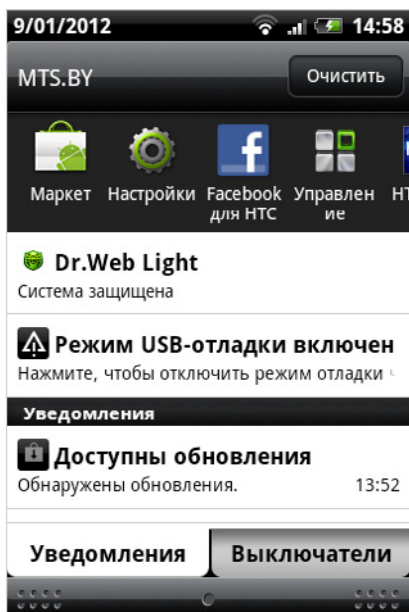 9/01/2012 14:58
MTS.BY Очистить
Маркет Настройки Facebook для HTC Управлен ие HT
Dr.Web Light
Система защищена
Режим USB-отладки включен
Нажмите, чтобы отключить режим отладки
Уведомления
Доступны обновления
Обнаружены обновления. 13:52
Уведомления Выключатели